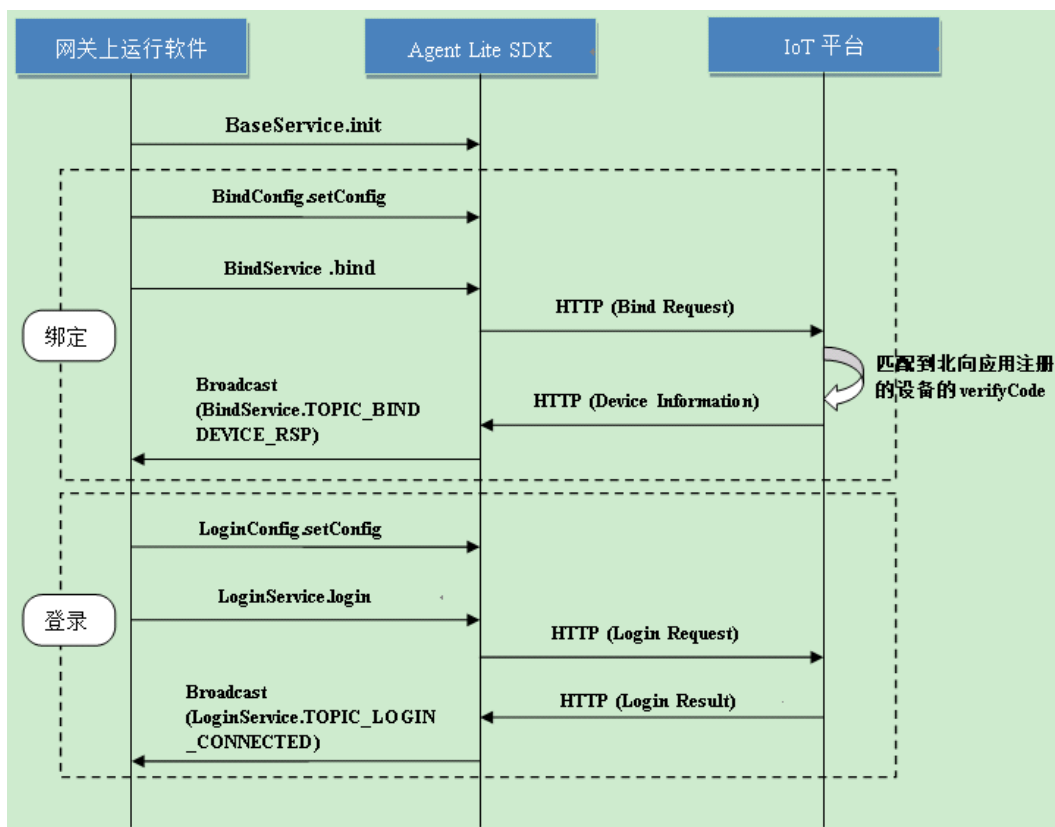 网关上运行软件
Agent Lite SDK
IoT 平台
BaseService.init
BindConfig.setConfig
BindService .bind
HTTP (Bind Request)
绑定
匹配到北向应用注册
的设备的 verifyCode
Broadcast
(BindService.TOPIC_BIND
DEVICE_RSP)
HTTP (Device Information)
LoginConfig.setConfig
LoginService.login
登录
HTTP (Login Request)
Broadcast
(LoginService.TOPIC_LOGIN
_CONNECTED)
HTTP (Login Result)